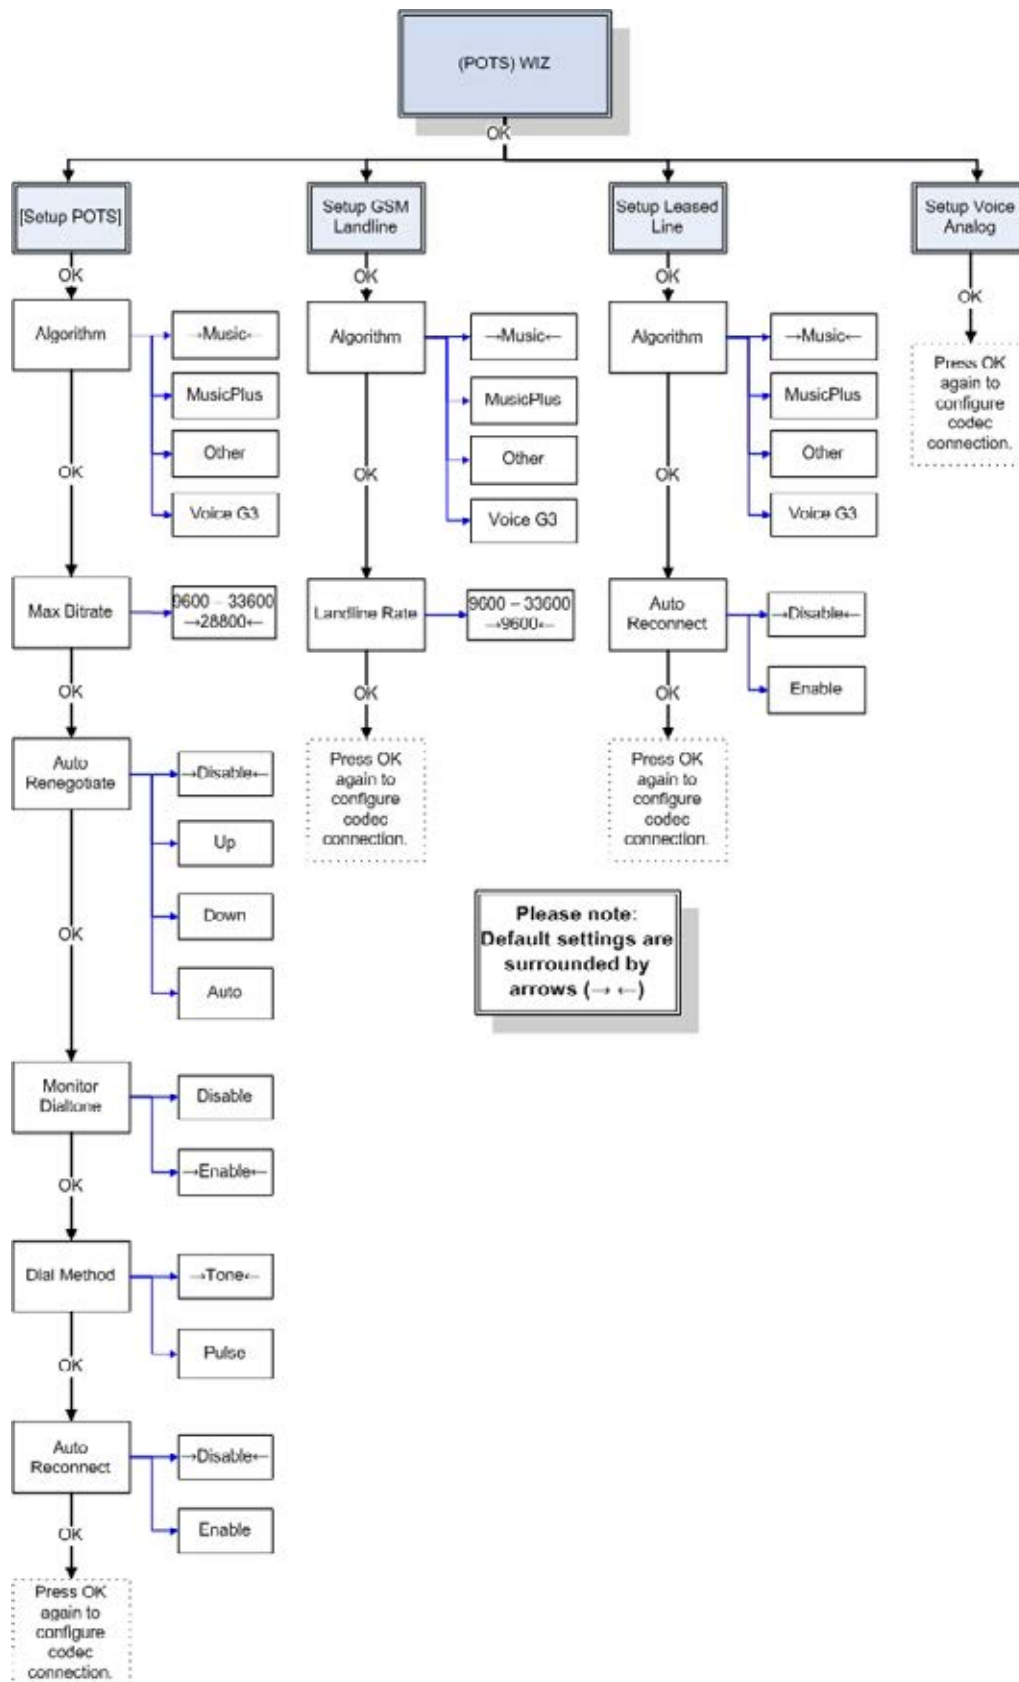 (POTS) WIZ
OK
[Setup POTS]
OK
Algorithm
→Music←
MusicPlus
Other
Voice G3
OK
Max Bitrate
9600 – 33600
→28800←
OK
Auto
Renegotiate
→Disable←
Up
Down
Auto
OK
Monitor
Dialtone
Disable
→Enable←
OK
Dial Method
→Tone←
Pulse
OK
Auto
Reconnect
→Disable←
Enable
OK
Press OK
again to
configure
codec
connection.
Setup GSM
Landline
OK
Algorithm
→Music←
MusicPlus
Other
Voice G3
OK
Landline Rate
9600 – 33600
→9600←
OK
Press OK
again to
configure
codec
connection.
Setup Leased
Line
OK
Algorithm
→Music←
MusicPlus
Other
Voice G3
OK
Auto
Reconnect
→Disable←
Enable
OK
Press OK
again to
configure
codec
connection.
Setup Voice
Analog
OK
Press OK
again to
configure
codec
connection.
Please note:
Default settings are
surrounded by
arrows (→ ←)